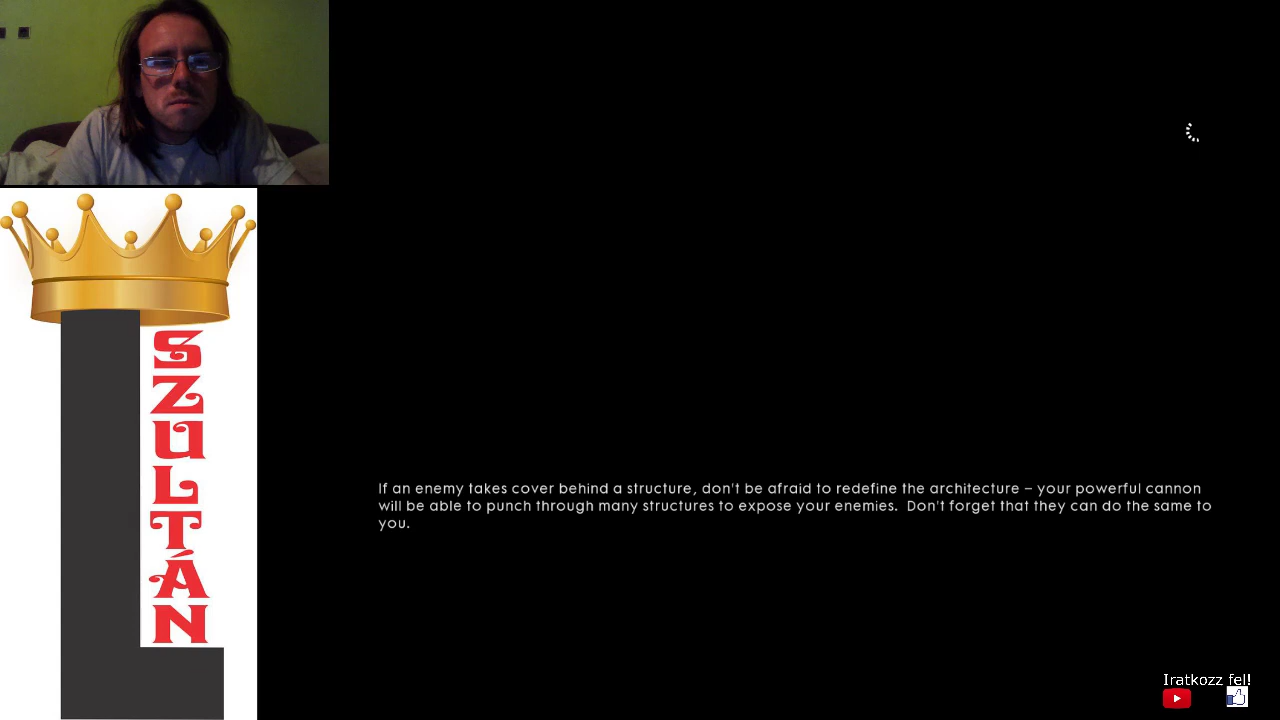 L
SZULTÁN
If an enemy takes cover behind a structure, don't be afraid to redefine the architecture – your powerful cannon
will be able to punch through many structures to expose your enemies.  Don't forget that they can do the same to
you.
Iratkozz fel!